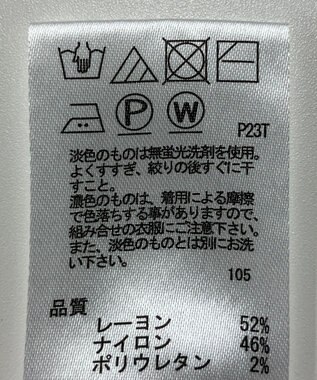 P W P23T
淡色のものは無蛍光洗剤を使用。
よくすすぎ、絞りの後すぐに干
すこと。
濃色のものは、着用による摩擦
で色落ちする事がありますので、
組み合せの衣服にご注意下さい。
また、淡色のものとは別にお洗
い下さい。
105
品質
レーヨン 52%
ナイロン 46%
ポリウレタン 2%